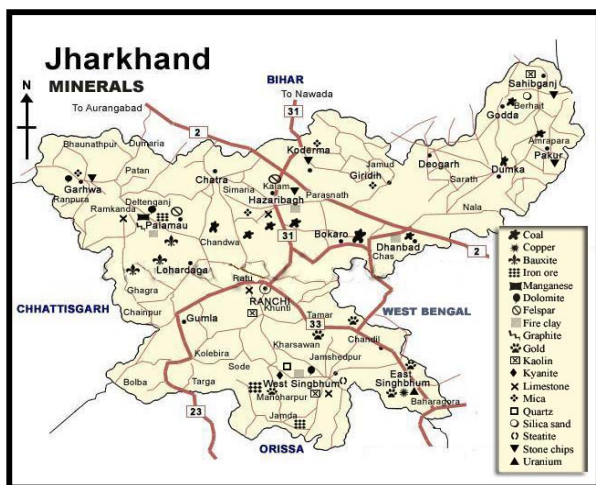 Jharkhand
MINERALS
N
BIHAR
To Nawada
31
To Aurangabad
2
Sahibganj
Berhait
Godda
Amrapara
Pakur
Dumka
Deogarh
Sarath
Nala
Bhaunathpur
Dumaria
Patan
Garhwa
Ranpura
Ramkanda
Deltenganj
Palamau
Koderma
Jamud
Giridih
Chatra
Simaria
Katam
Hazaribagh
Parasnath
Chandwa
31
Bokaro
Dhanbad
Chas
2
Lohardaga
Ghagra
Chainpur
Ratu
RANCHI
Khunti
Tamar
33
CHHATTISGARH
WEST BENGAL
Gumla
Kolebira
Kharsawan
Chandil
Jamshedpur
Sode
Bolba
Targa
West Singbhum
East
Singhbhum
Manoharpur
Baharagora
23
Jamda
ORISSA
Coal
Copper
Bauxite
Iron ore
Manganese
Dolomite
Felspar
Fire clay
Graphite
Gold
Kaolin
Kyanite
Limestone
Mica
Quartz
Silica sand
Steatite
Stone chips
Uranium